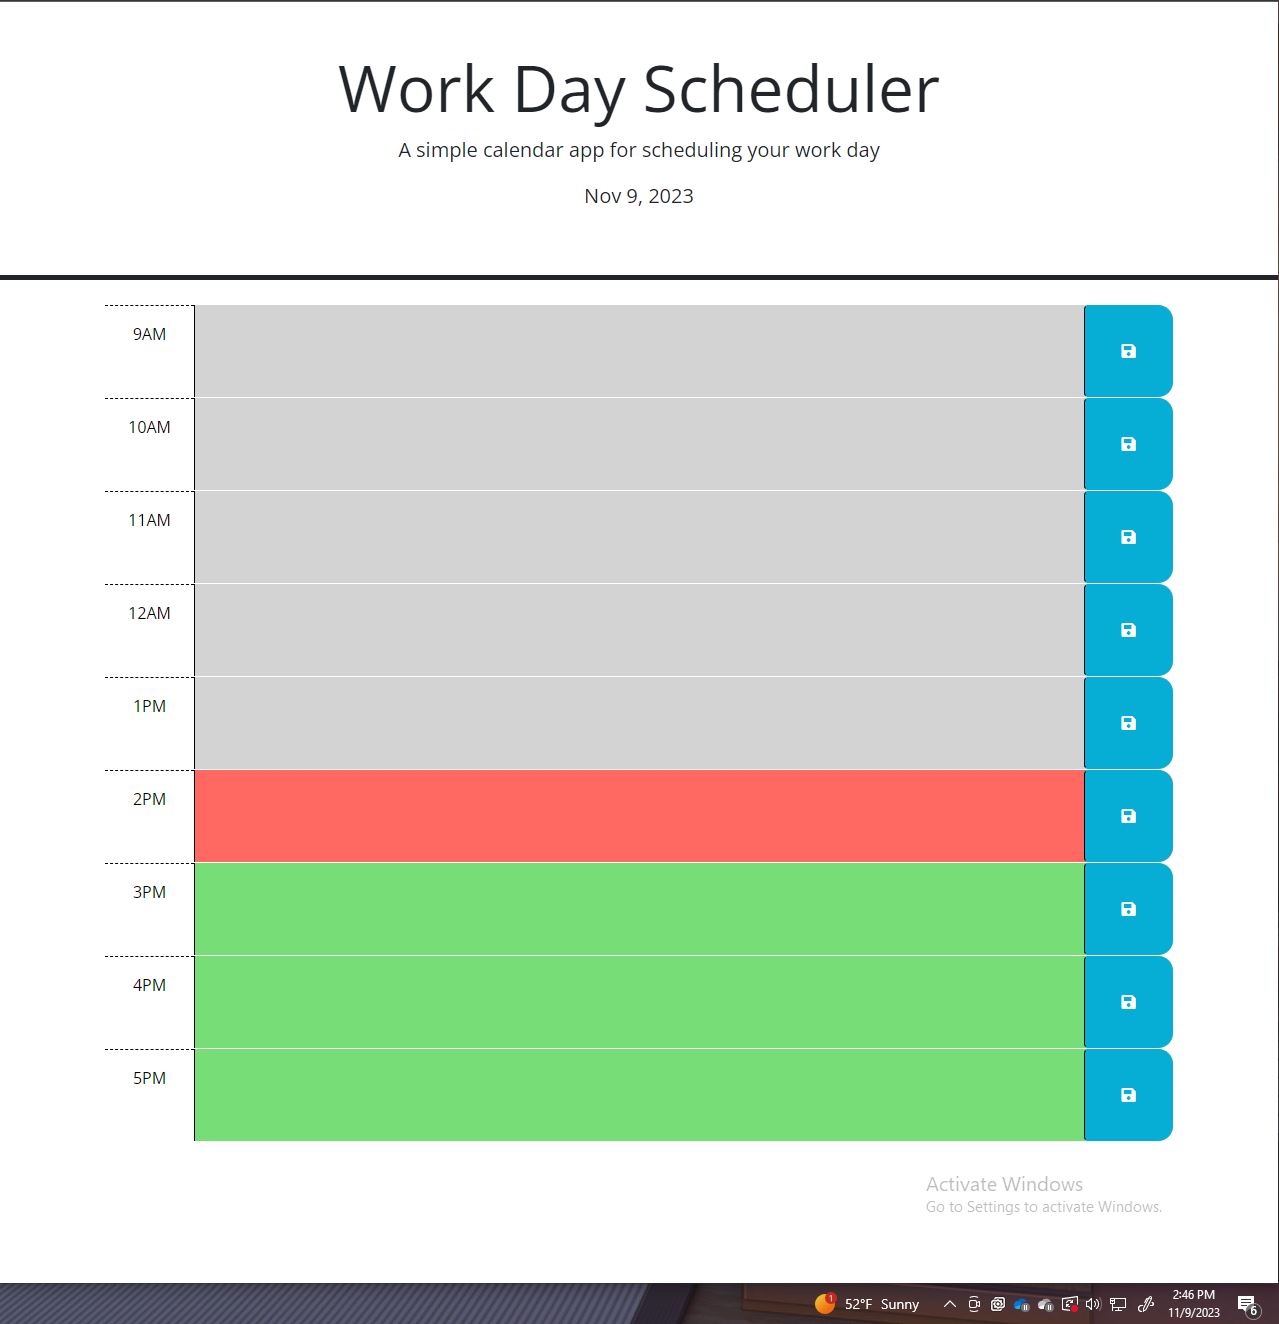 Work Day Scheduler
A simple calendar app for scheduling your work day
Nov 9, 2023
9AM
10AM
11AM
12AM
1PM
2PM
3PM
4PM
5PM
Activate Windows
Go to Settings to activate Windows.
1
52°F Sunny
2:46 PM
11/9/2023
6